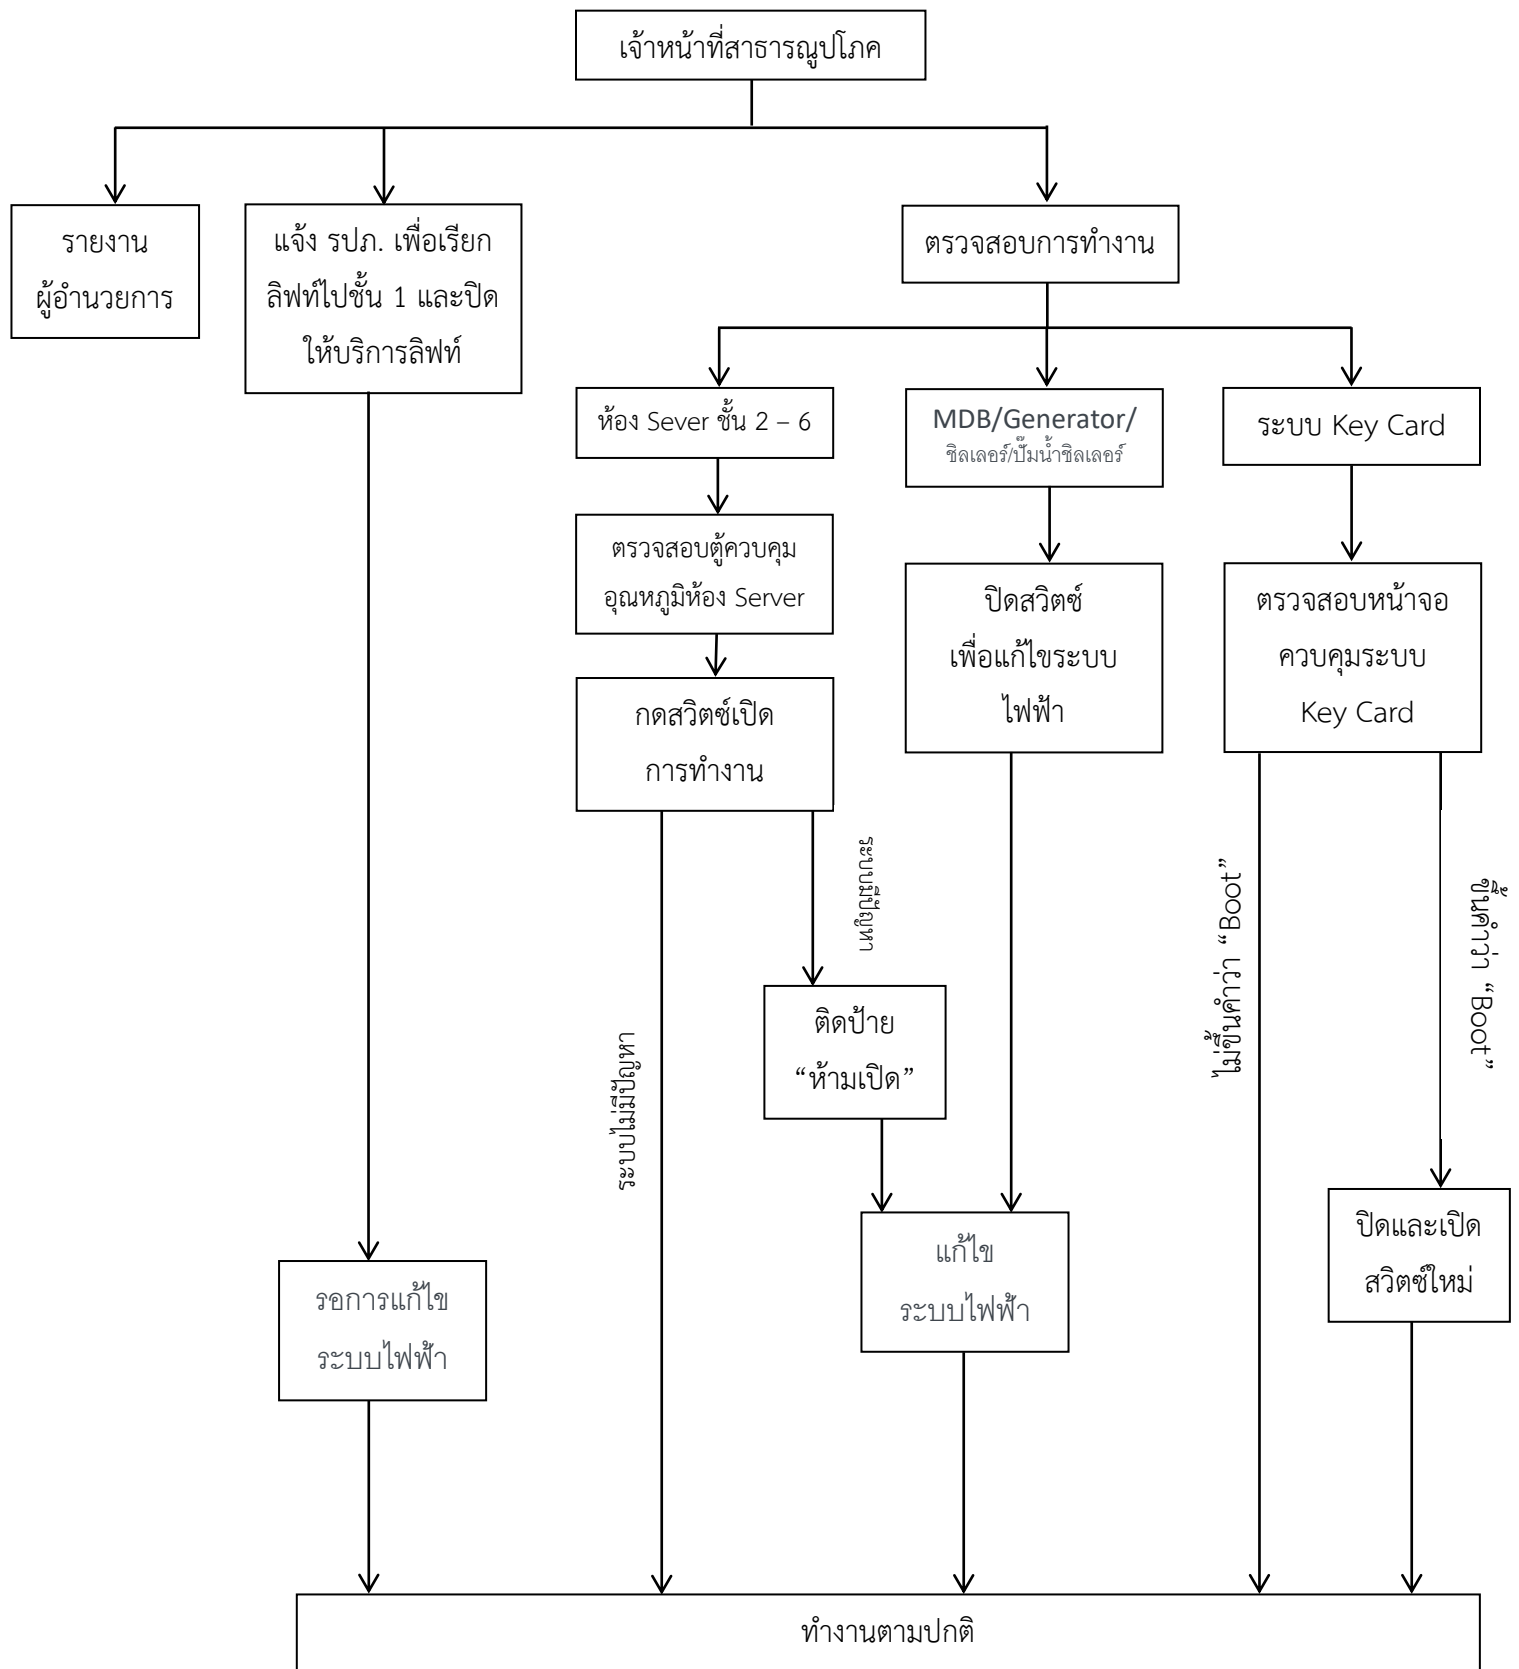 เจ้าหน้าที่สาธารณูปโภค
รายงาน
ผู้อำนวยการ
แจ้ง รปภ. เพื่อเรียก
ลิฟท์ไปชั้น 1 และปิด
ให้บริการลิฟท์
ตรวจสอบการทำงาน
ห้อง Sever ชั้น 2 – 6
MDB/Generator/
ชิลเลอร์/ปั๊มน้ำชิลเลอร์
ระบบ Key Card
ตรวจสอบตู้ควบคุม
อุณหภูมิห้อง Server
ปิดสวิตซ์
เพื่อแก้ไขระบบ
ไฟฟ้า
ตรวจสอบหน้าจอ
ควบคุมระบบ
Key Card
กดสวิตซ์เปิด
การทำงาน
ระบบมีปัญหา
ไม่ขึ้นคำว่า “Boot”
ขึ้นคำว่า “Boot”
ระบบไม่มีปัญหา
ติดป้าย
“ห้ามเปิด”
ปิดและเปิด
สวิตซ์ใหม่
แก้ไข
ระบบไฟฟ้า
รอการแก้ไข
ระบบไฟฟ้า
ทำงานตามปกติ